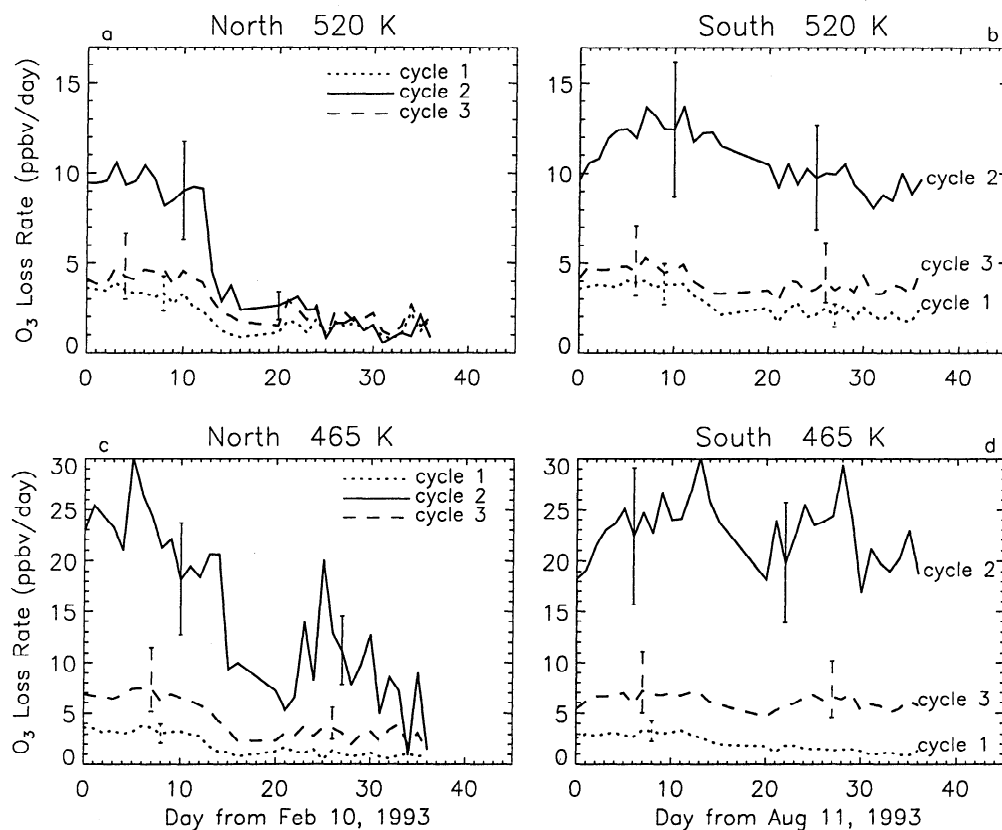 a
North 520 K
South 520 K
b
O3 Loss Rate (ppbv/day)
15
10
5
0
cycle 1
cycle 2
cycle 3
0 10 20 30 40
15
10
5
0
cycle 2
cycle 3
cycle 1
0 10 20 30 40
c
North 465 K
South 465 K
d
O3 Loss Rate (ppbv/day)
30
25
20
15
10
5
0
cycle 1
cycle 2
cycle 3
0 10 20 30 40
Day from Feb 10, 1993
30
25
20
15
10
5
0
cycle 2
cycle 3
cycle 1
0 10 20 30 40
Day from Aug 11, 1993